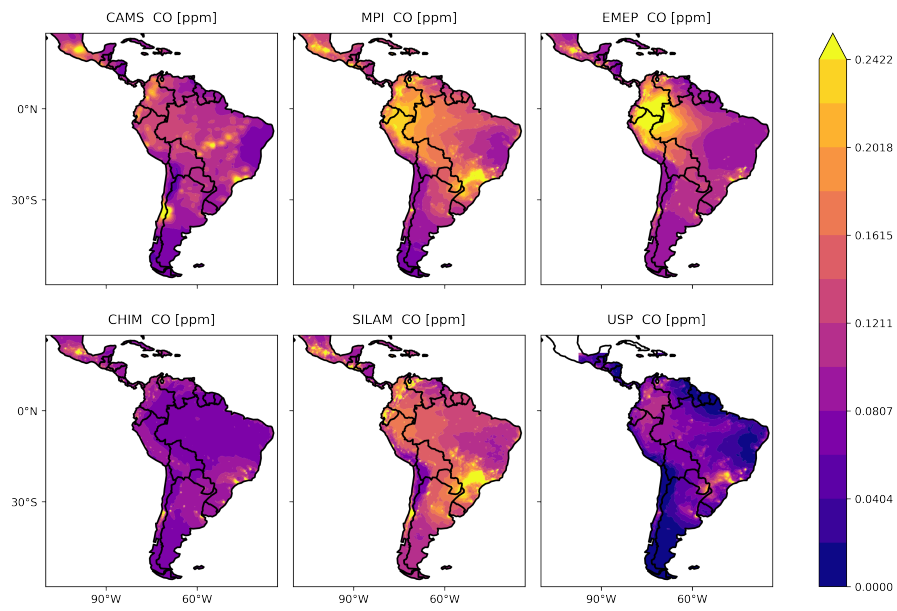 CAMS CO [ppm]
MPI CO [ppm]
EMEP CO [ppm]
0°N
30°S
0.2422
0.2018
0.1615
0.1211
0.0807
0.0404
0.0000
CHIM CO [ppm]
SILAM CO [ppm]
USP CO [ppm]
0°N
30°S
90°W
60°W
90°W
60°W
90°W
60°W